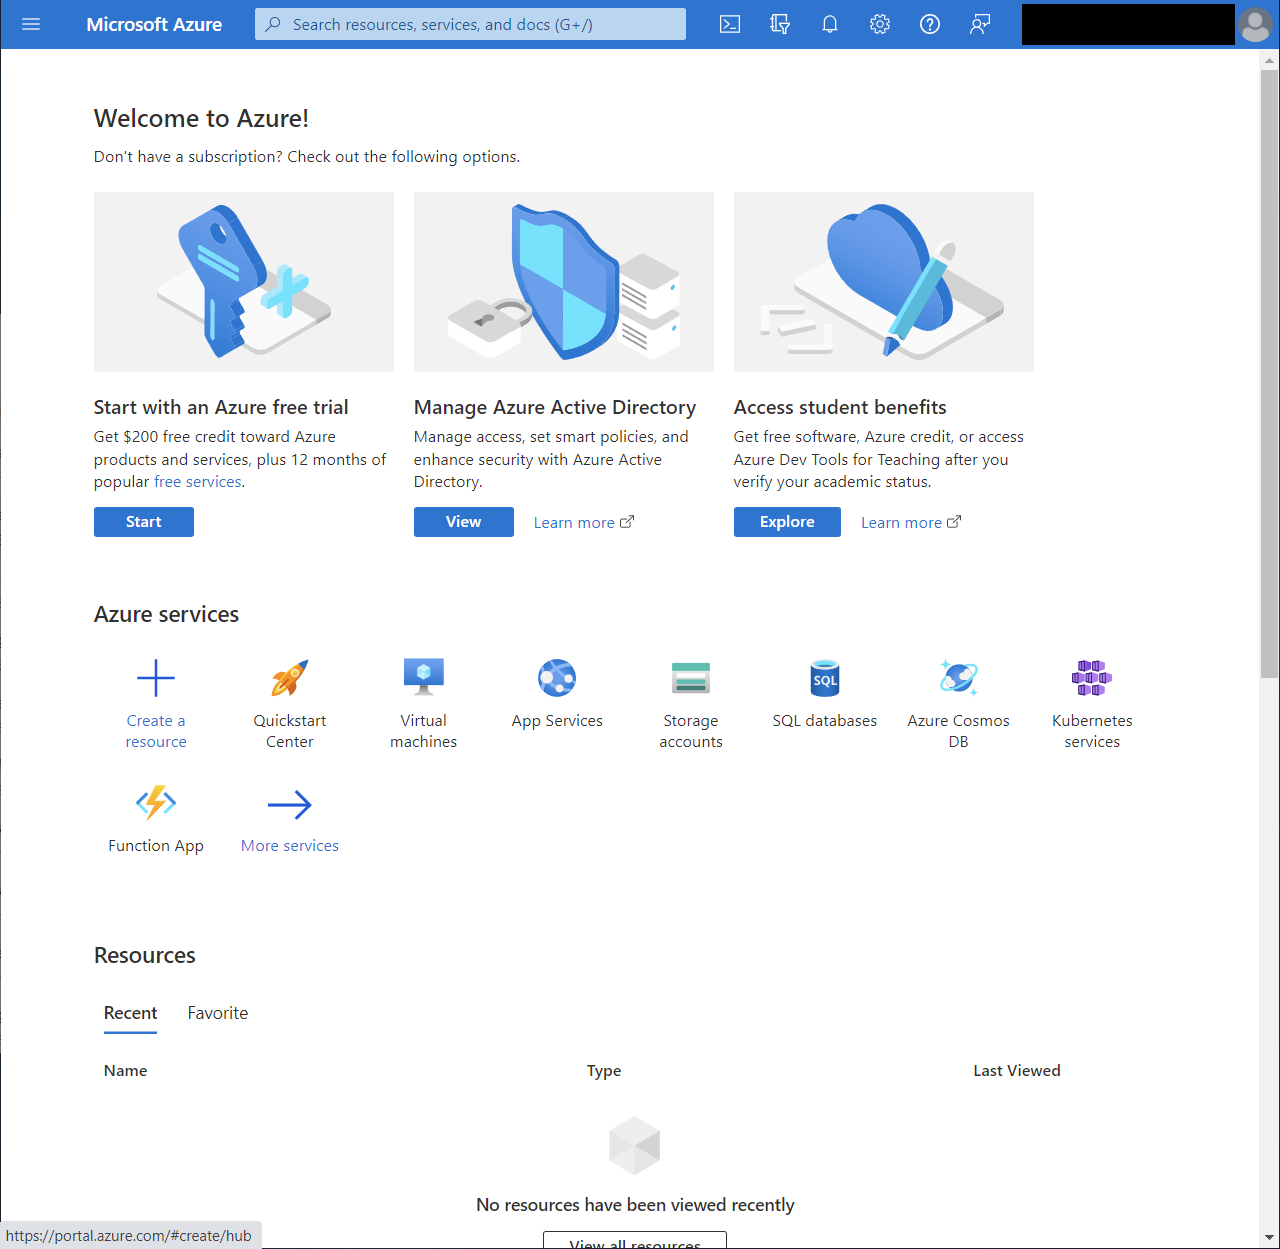 Microsoft Azure
Search resources, services, and docs (G+/)
Welcome to Azure!
Don't have a subscription? Check out the following options.
Start with an Azure free trial
Get $200 free credit toward Azure
products and services, plus 12 months of
popular free services.
Start
Manage Azure Active Directory
Manage access, set smart policies, and
enhance security with Azure Active
Directory.
View
Learn more
Access student benefits
Get free software, Azure credit, or access
Azure Dev Tools for Teaching after you
verify your academic status.
Explore
Learn more
Azure services
Create a
resource
Quickstart
Center
Virtual
machines
App Services
Storage
accounts
SQL
SQL databases
Azure Cosmos
DB
Kubernetes
services
Function App
More services
Resources
Recent
Favorite
Name
Type
Last Viewed
No resources have been viewed recently
View all resources
https://portal.azure.com/#create/hub